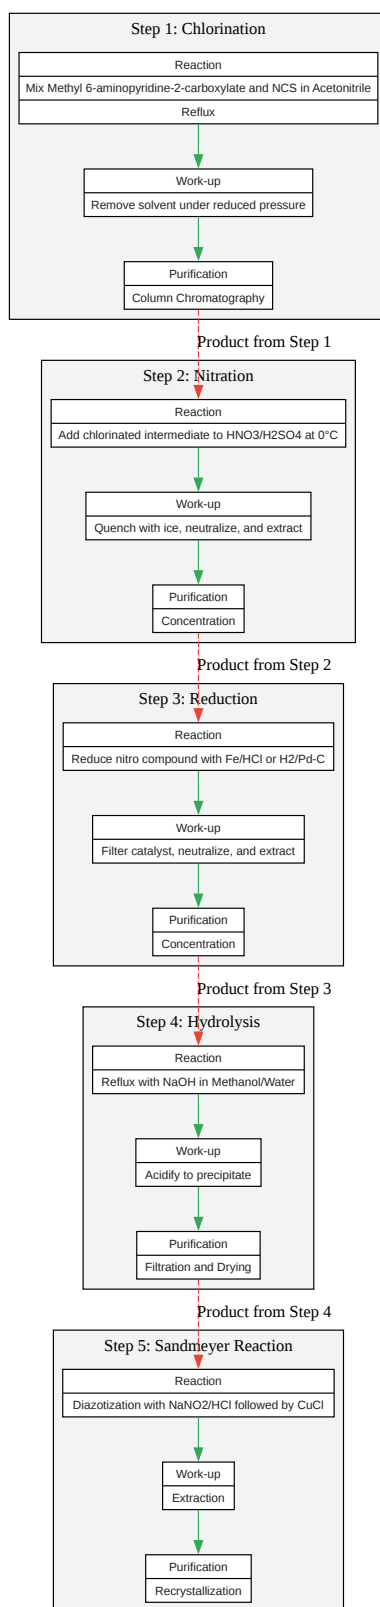 Step 1: Chlorination
Reaction
Mix Methyl 6-aminopyridine-2-carboxylate and NCS in Acetonitrile
Reflux
Work-up
Remove solvent under reduced pressure
Purification
Column Chromatography
Product from Step 1
Step 2: Nitration
Reaction
Add chlorinated intermediate to HNO3/H2SO4 at 0°C
Work-up
Quench with ice, neutralize, and extract
Purification
Concentration
Product from Step 2
Step 3: Reduction
Reaction
Reduce nitro compound with Fe/HCl or H2/Pd-C
Work-up
Filter catalyst, neutralize, and extract
Purification
Concentration
Product from Step 3
Step 4: Hydrolysis
Reaction
Reflux with NaOH in Methanol/Water
Work-up
Acidify to precipitate
Purification
Filtration and Drying
Product from Step 4
Step 5: Sandmeyer Reaction
Reaction
Diazotization with NaNO2/HCl followed by CuCl
Work-up
Extraction
Purification
Recrystallization